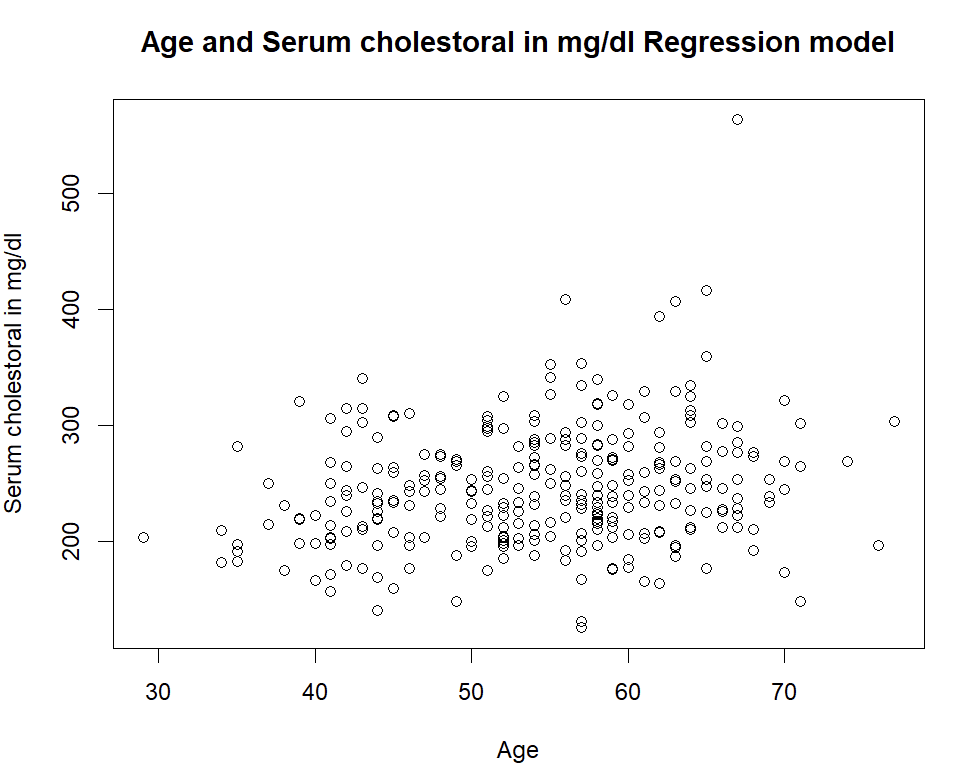 Age and Serum cholestoral in mg/dl Regression model
Serum cholestoral in mg/dl
500
400
300
200
30 40 50 60 70
Age